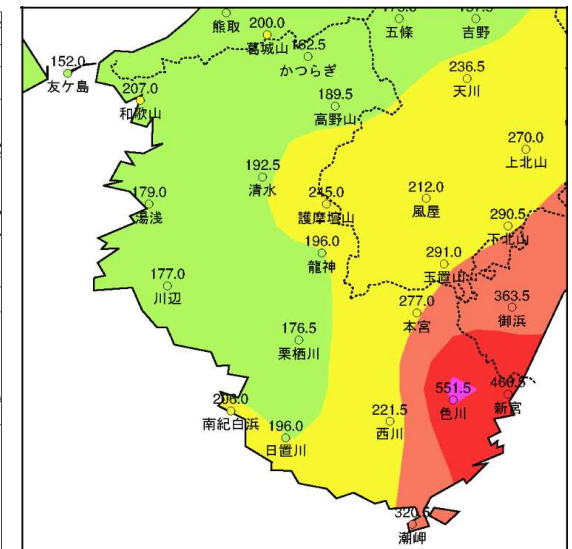 熊取
200.0
葛城山
162.5
かつらぎ
五條
吉野
152.0
友ケ島
207.0
和歌山
189.5
高野山
236.5
天川
270.0
上北山
192.5
清水
179.0
湯浅
245.0
護摩壇山
212.0
風屋
290.5
下北山
196.0
龍神
291.0
玉置山
177.0
川辺
277.0
本宮
363.5
御浜
176.5
栗栖川
551.5
色川
460.5
新宮
206.0
南紀白浜
196.0
日置川
221.5
西川
320.5
潮岬